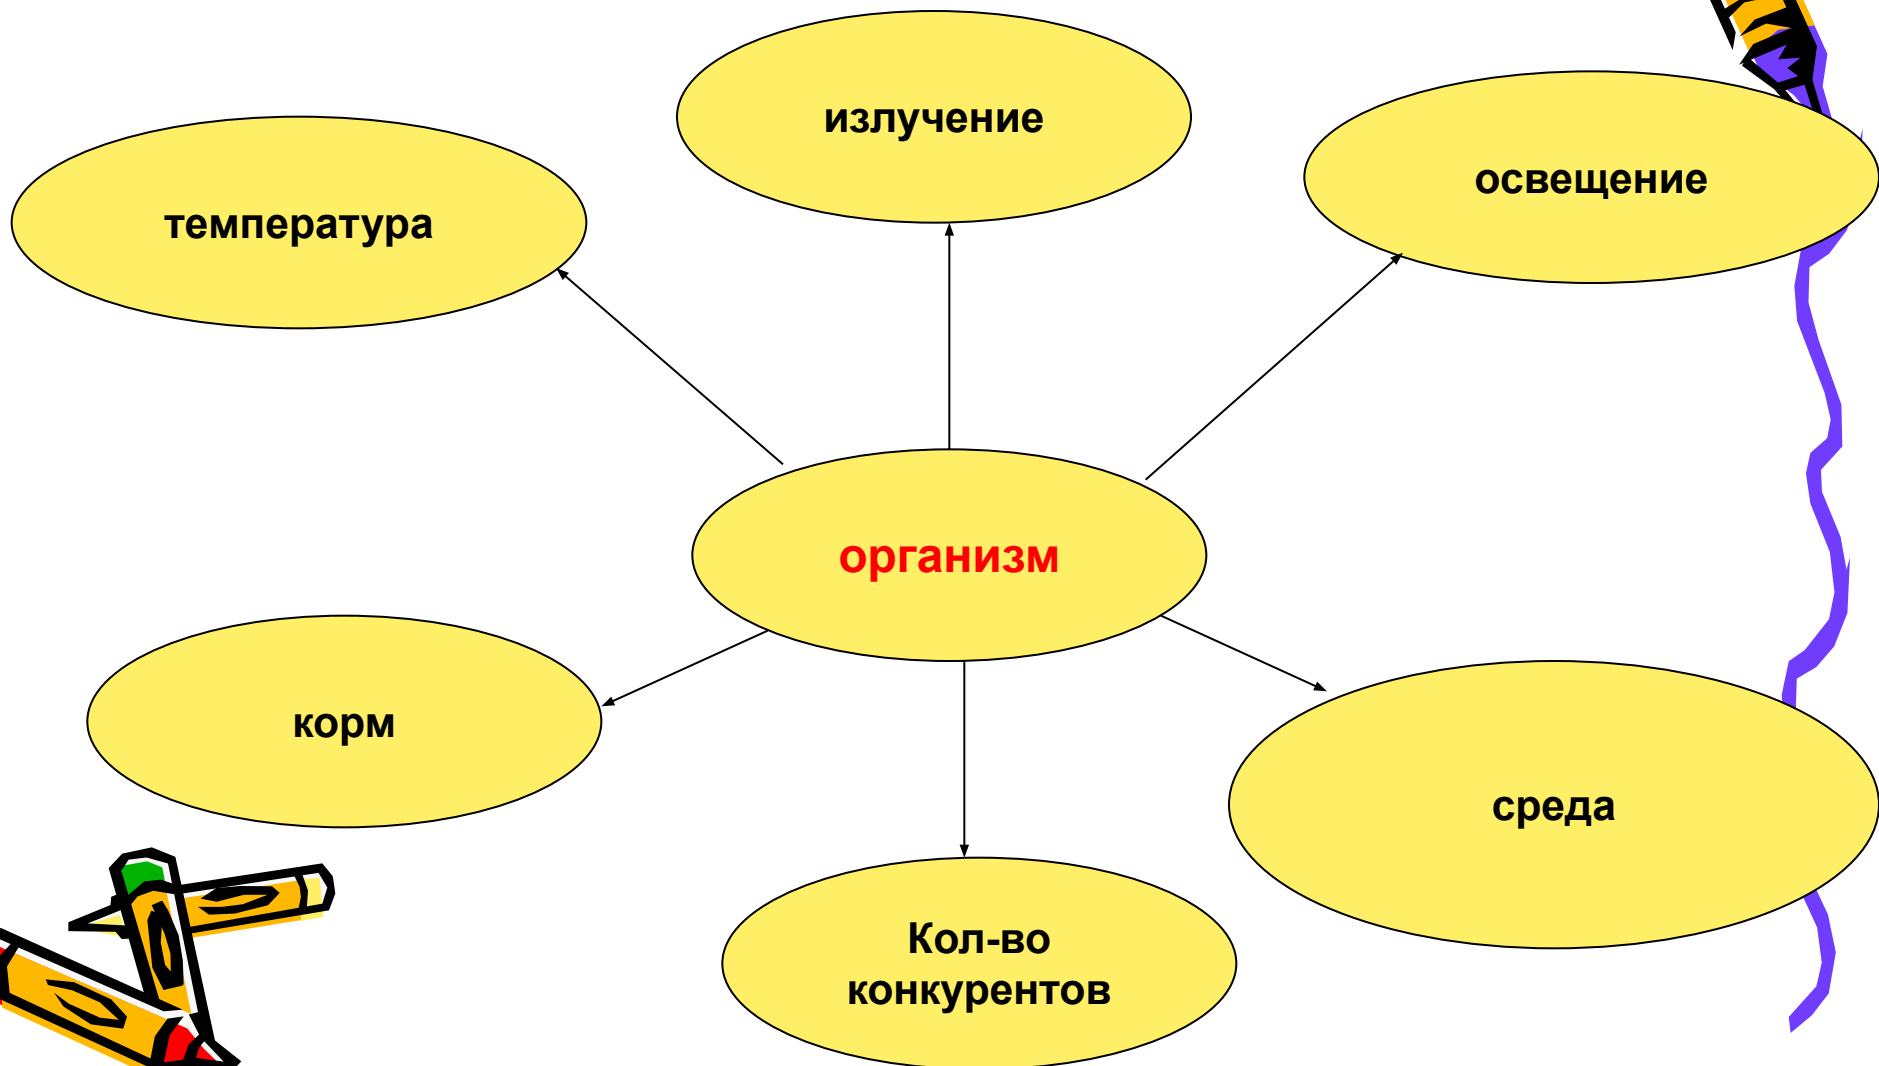 излучение
освещение
температура
организм
корм
среда
Кол-во
конкурентов